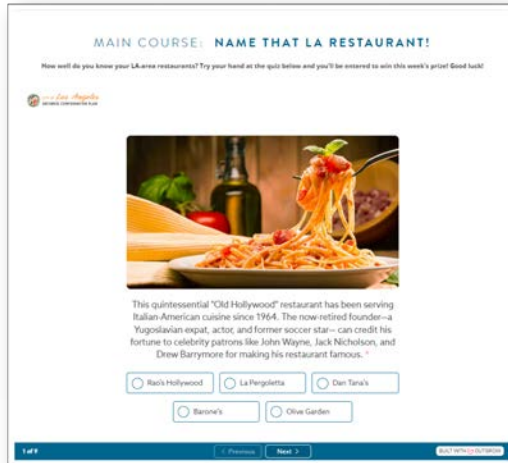 MAIN COURSE: NAME THAT LA RESTAURANT!
How well do you know your LA-area restaurants? Try your hand at the quiz below and you'll be entered to win this week's prize! Good luck!
Los Angeles
DEFERRED COMPENSATION PLAN
This quintessential "Old Hollywood" restaurant has been serving
Italian-American cuisine since 1964. The now-retired founder—a
Yugoslavian expat, actor, and former soccer star— can credit his
fortune to celebrity patrons like John Wayne, Jack Nicholson, and
Drew Barrymore for making his restaurant famous. *
Rao's Hollywood
La Pergoletta
Dan Tana's
Barone's
Olive Garden
1 of 9
< Previous
Next >
BUILT WITH OUTGROW